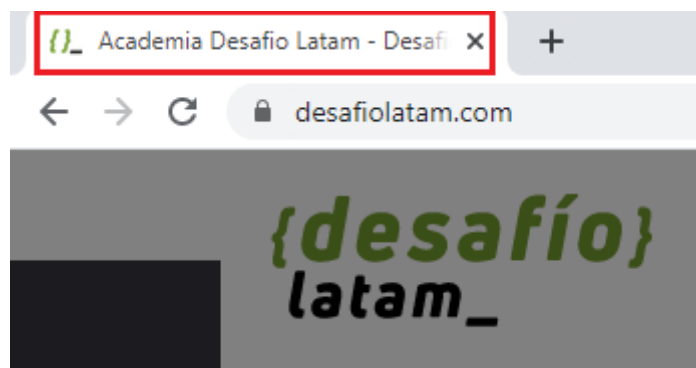 {}_ Academia Desafio Latam - Desafi
desafiolatam.com
{desafío}
latam_